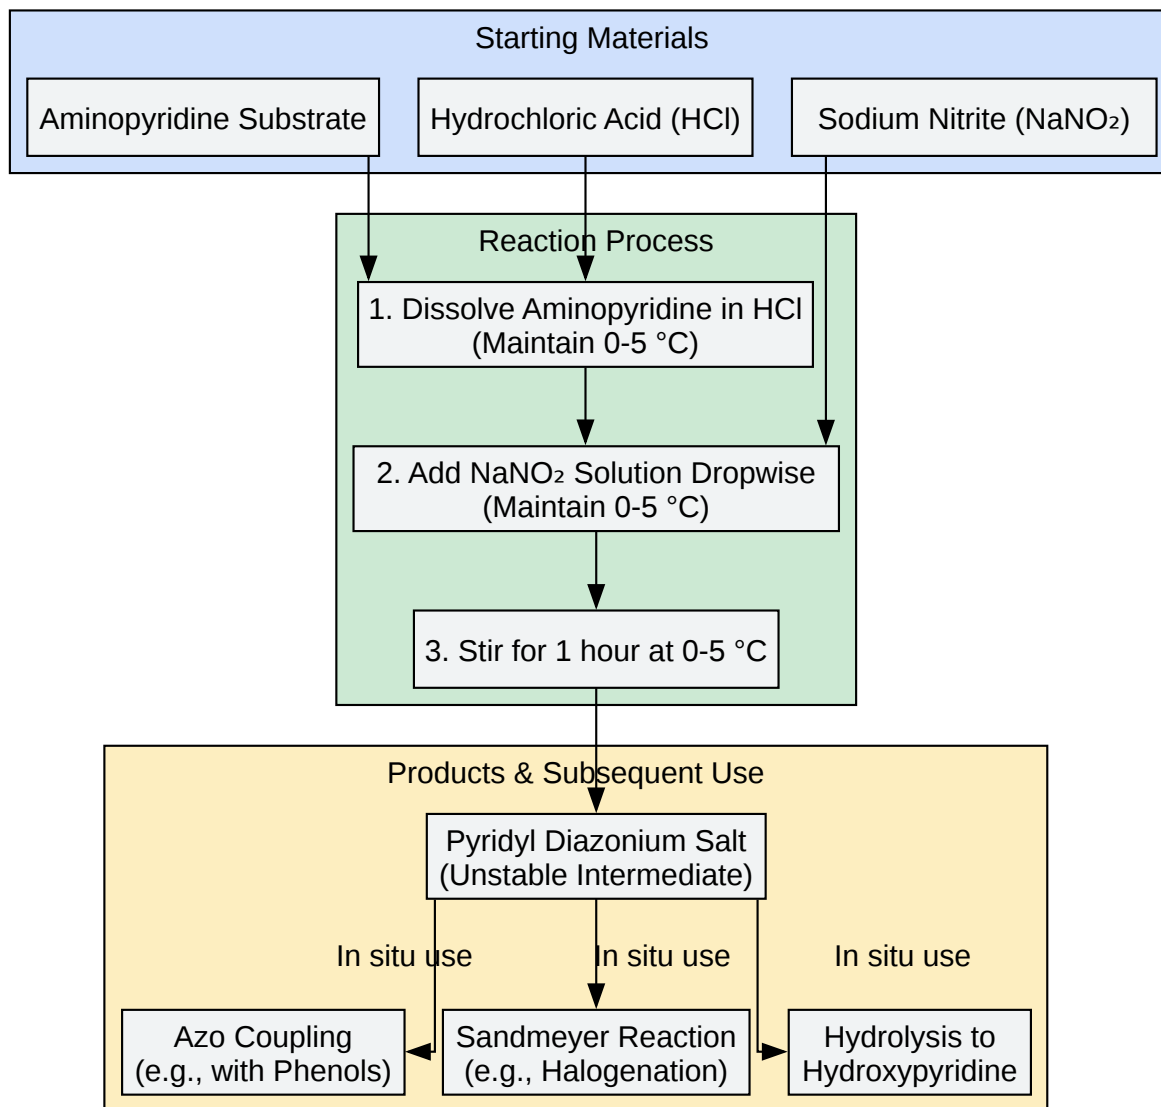 Starting Materials
Aminopyridine Substrate
Hydrochloric Acid (HCl)
Sodium Nitrite (NaNO₂)
Reaction Process
1. Dissolve Aminopyridine in HCl
(Maintain 0-5 °C)
2. Add NaNO₂ Solution Dropwise
(Maintain 0-5 °C)
3. Stir for 1 hour at 0-5 °C
Products & Subsequent Use
Pyridyl Diazonium Salt
(Unstable Intermediate)
In situ use
In situ use
In situ use
Azo Coupling
(e.g., with Phenols)
Sandmeyer Reaction
(e.g., Halogenation)
Hydrolysis to
Hydroxypyridine